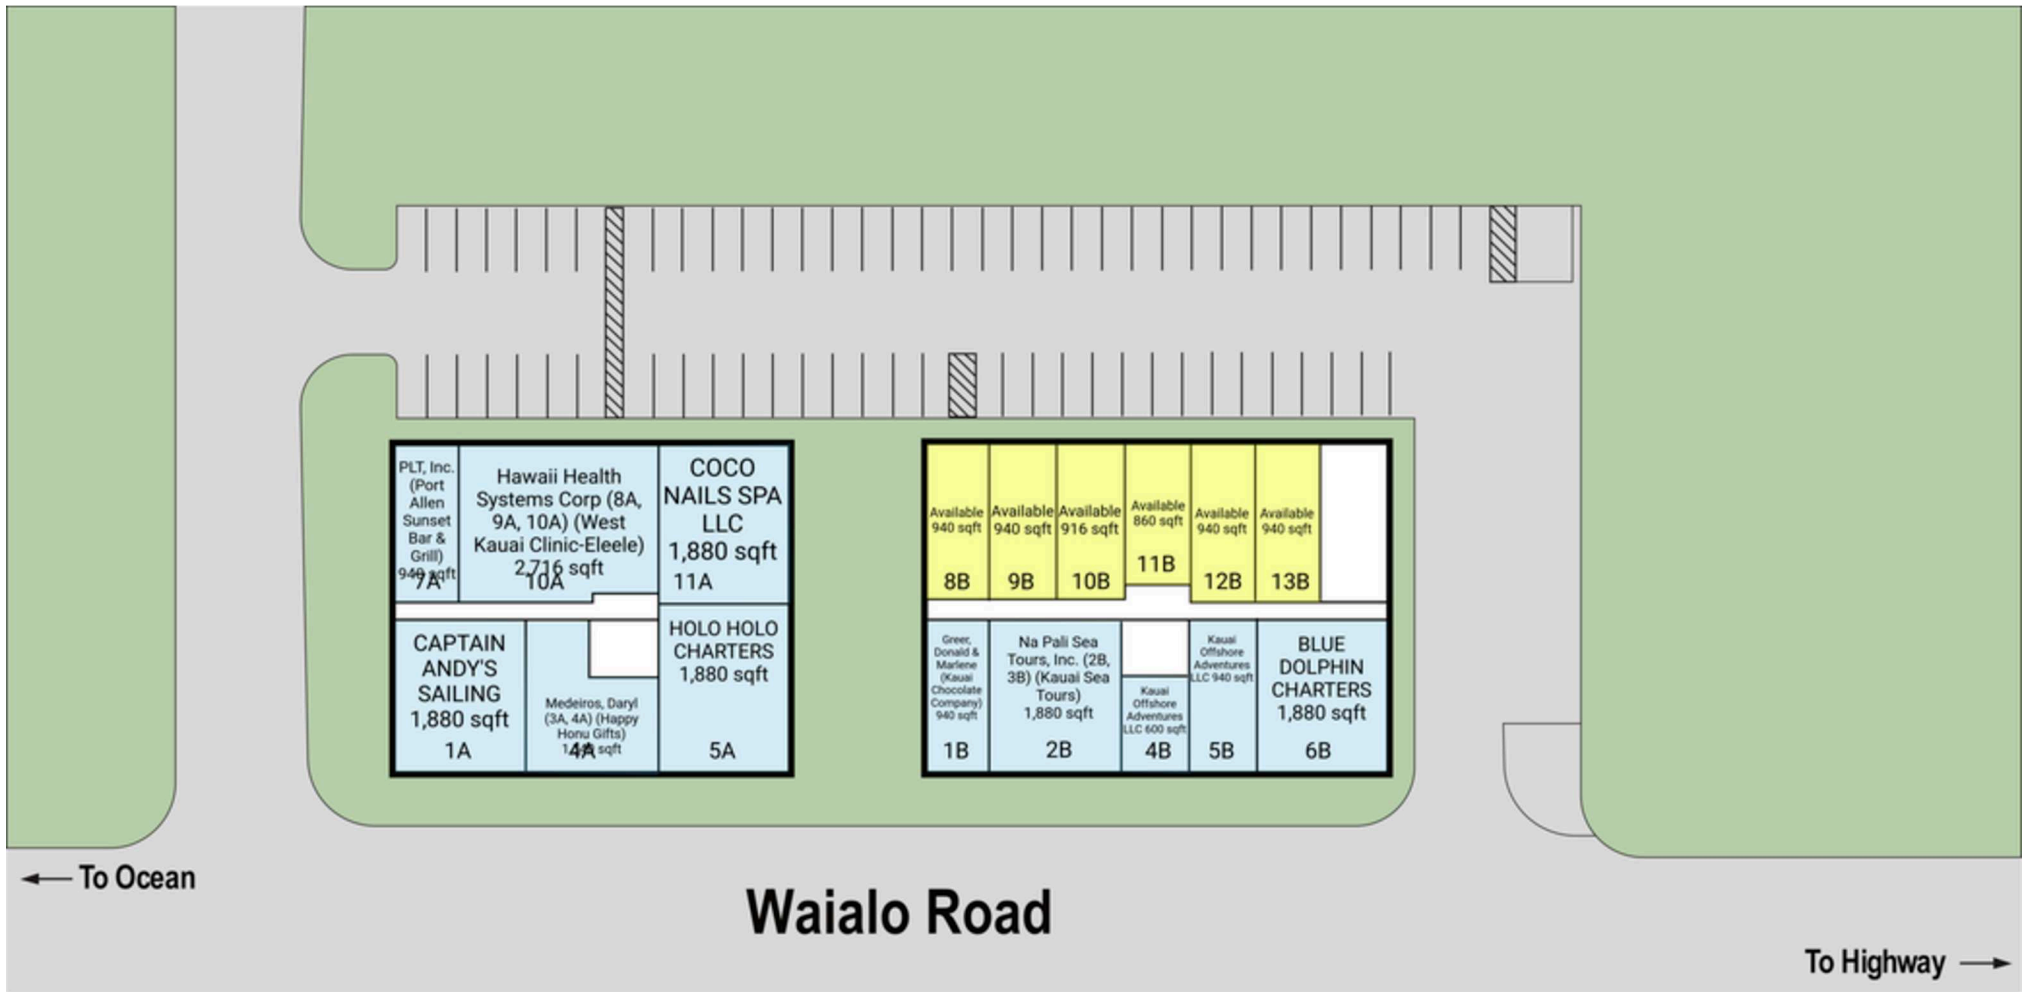 PLT, Inc.
(Port
Allen
Sunset
Bar &
Grill)
940 sqft
7A
Hawaii Health
Systems Corp (8A,
9A, 10A) (West
Kauai Clinic-Eleele)
2,716 sqft
10A
COCO
NAILS SPA
LLC
1,880 sqft
11A
CAPTAIN
ANDY'S
SAILING
1,880 sqft
1A
Medeiros, Daryl
(3A, 4A) (Happy
Honu Gifts)
sqft
4A
HOLO HOLO
CHARTERS
1,880 sqft
5A
Available
940 sqft
8B
Available
940 sqft
9B
Available
916 sqft
10B
Available
860 sqft
11B
Available
940 sqft
12B
Available
940 sqft
13B
Greer,
Donald &
Marlene
(Kauai
Chocolate
Company)
940 sqft
1B
Na Pali Sea
Tours, Inc. (2B,
3B) (Kauai Sea
Tours)
1,880 sqft
2B
Kauai
Offshore
Adventures
LLC 600 sqft
4B
Kauai
Offshore
Adventures
LLC 940 sqft
5B
BLUE
DOLPHIN
CHARTERS
1,880 sqft
6B
To Ocean
Waialo Road
To Highway